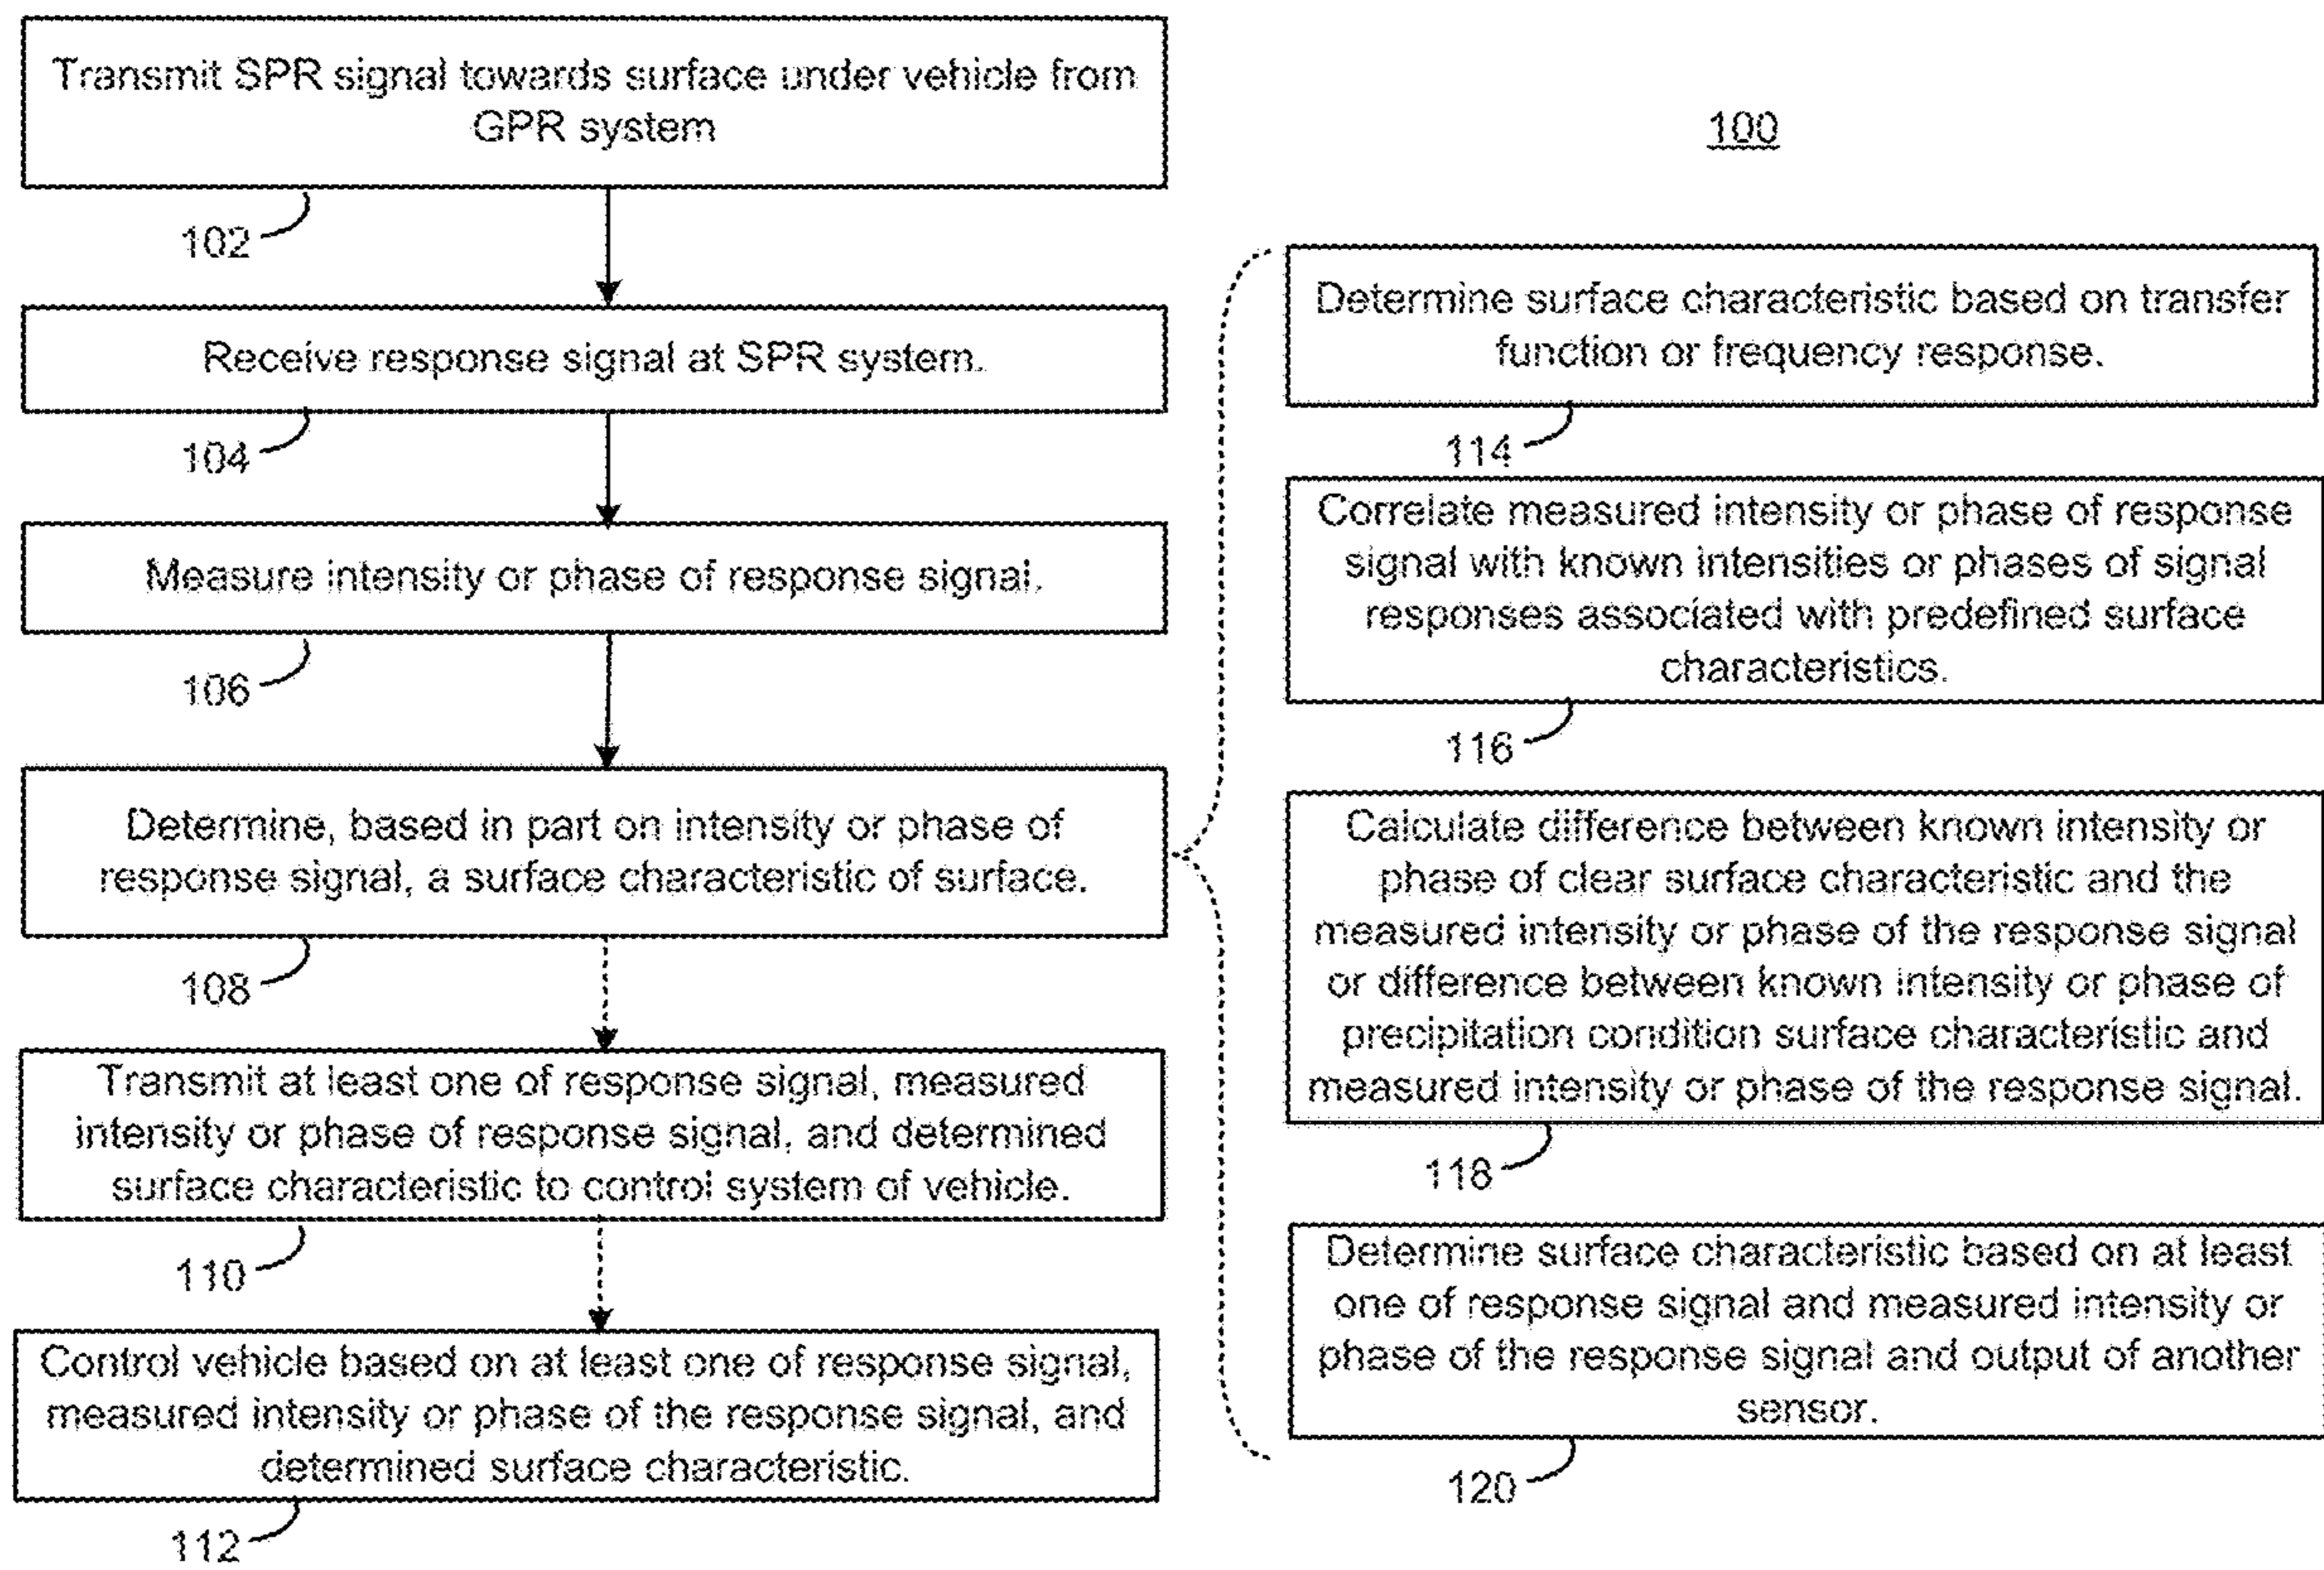 Transmit SPR signal towards surface under vehicle from
GPR system
102
Receive response signal at SPR system.
104
Measure intensity or phase of response signal.
106
Determine, based in part on intensity or phase of
response signal, a surface characteristic of surface.
108
Transmit at least one of response signal, measured
intensity or phase of response signal, and determined
surface characteristic to control system of vehicle.
110
Control vehicle based on at least one of response signal,
measured intensity or phase of the response signal, and
determined surface characteristic.
112
100
Determine surface characteristic based on transfer
function or frequency response.
114
Correlate measured intensity or phase of response
signal with known intensities or phases of signal
responses associated with predefined surface
characteristics.
116
Calculate difference between known intensity or
phase of clear surface characteristic and the
measured intensity or phase of the response signal
or difference between known intensity or phase of
precipitation condition surface characteristic and
measured intensity or phase of the response signal.
118
Determine surface characteristic based on at least
one of response signal and measured intensity or
phase of the response signal and output of another
sensor.
120